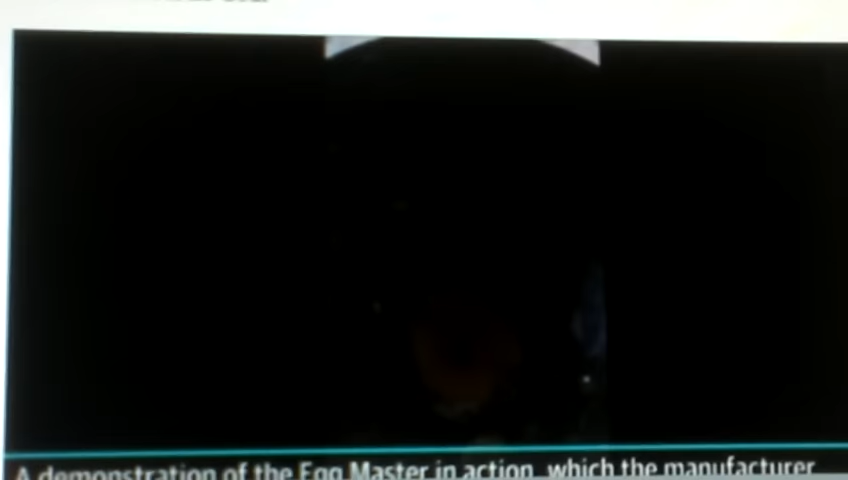 A demonstration of the Egg Master in action, which the manufacturer